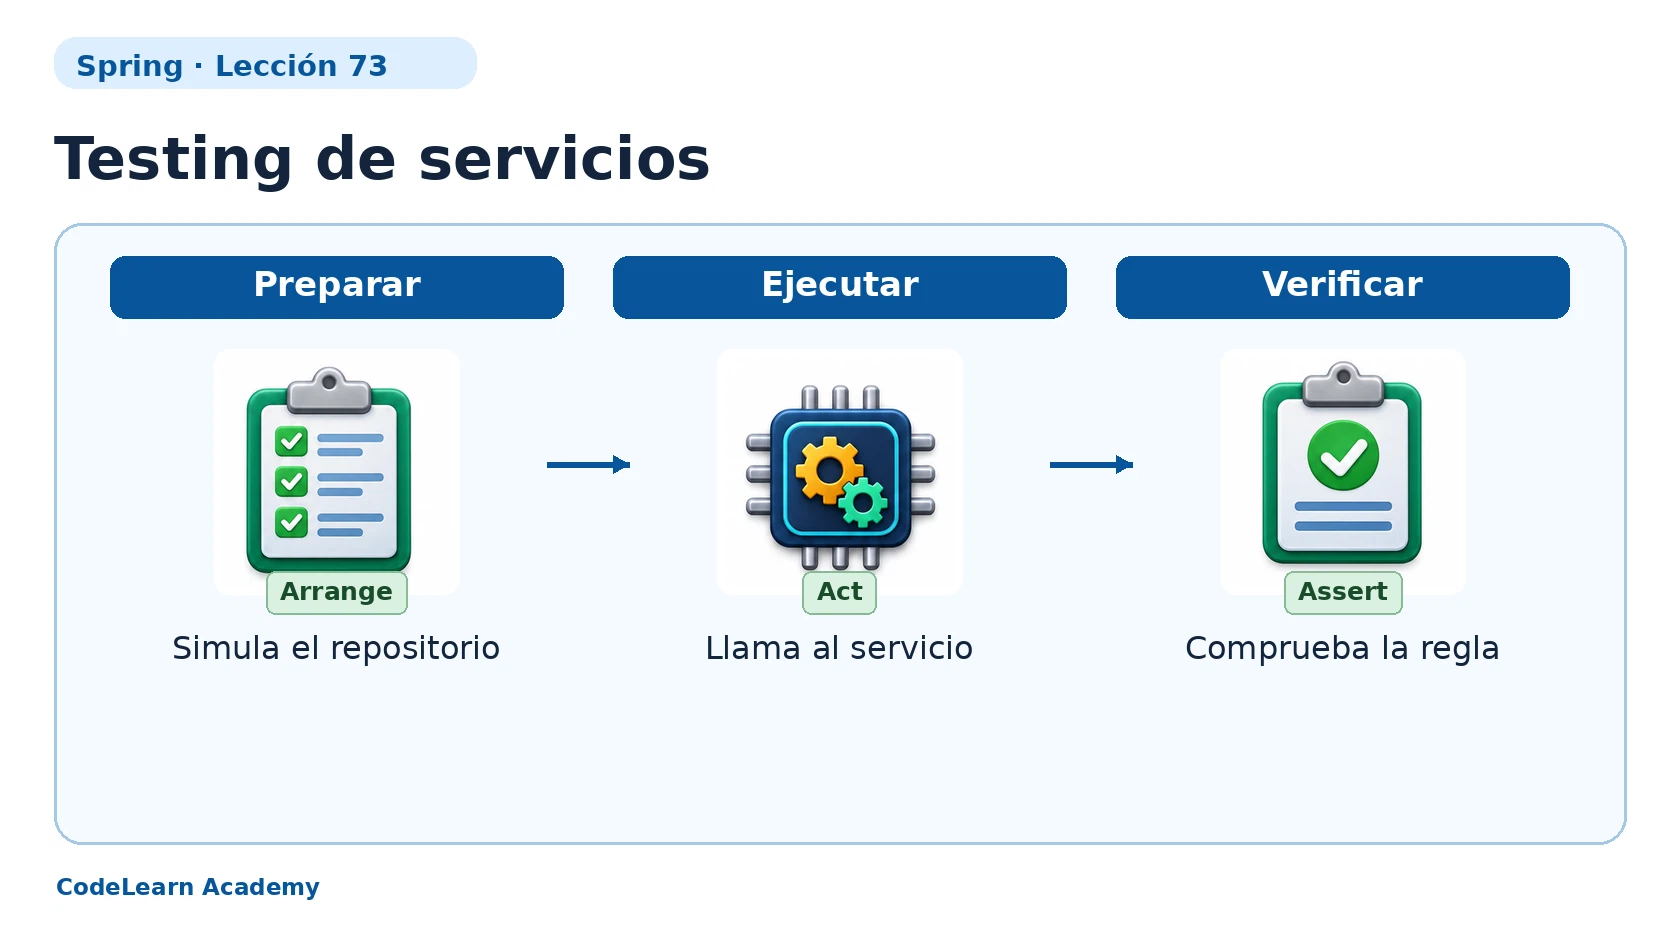 Spring · Lección 73
Testing de servicios
Preparar
Ejecutar
Verificar
Arrange
Act
Assert
Simula el repositorio
Llama al servicio
Comprueba la regla
CodeLearn Academy